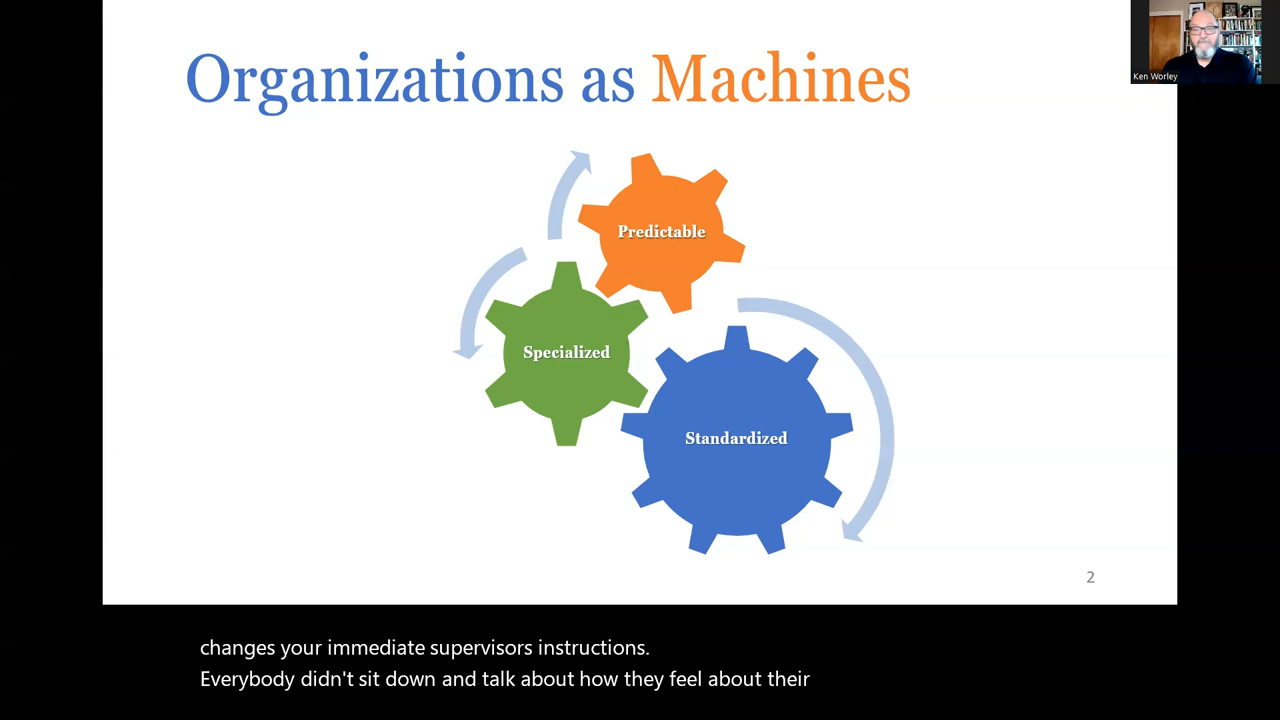 Organizations as Machines
Ken Worley
Predictable
Specialized
Standardized
2
changes your immediate supervisors instructions.
Everybody didn't sit down and talk about how they feel about their